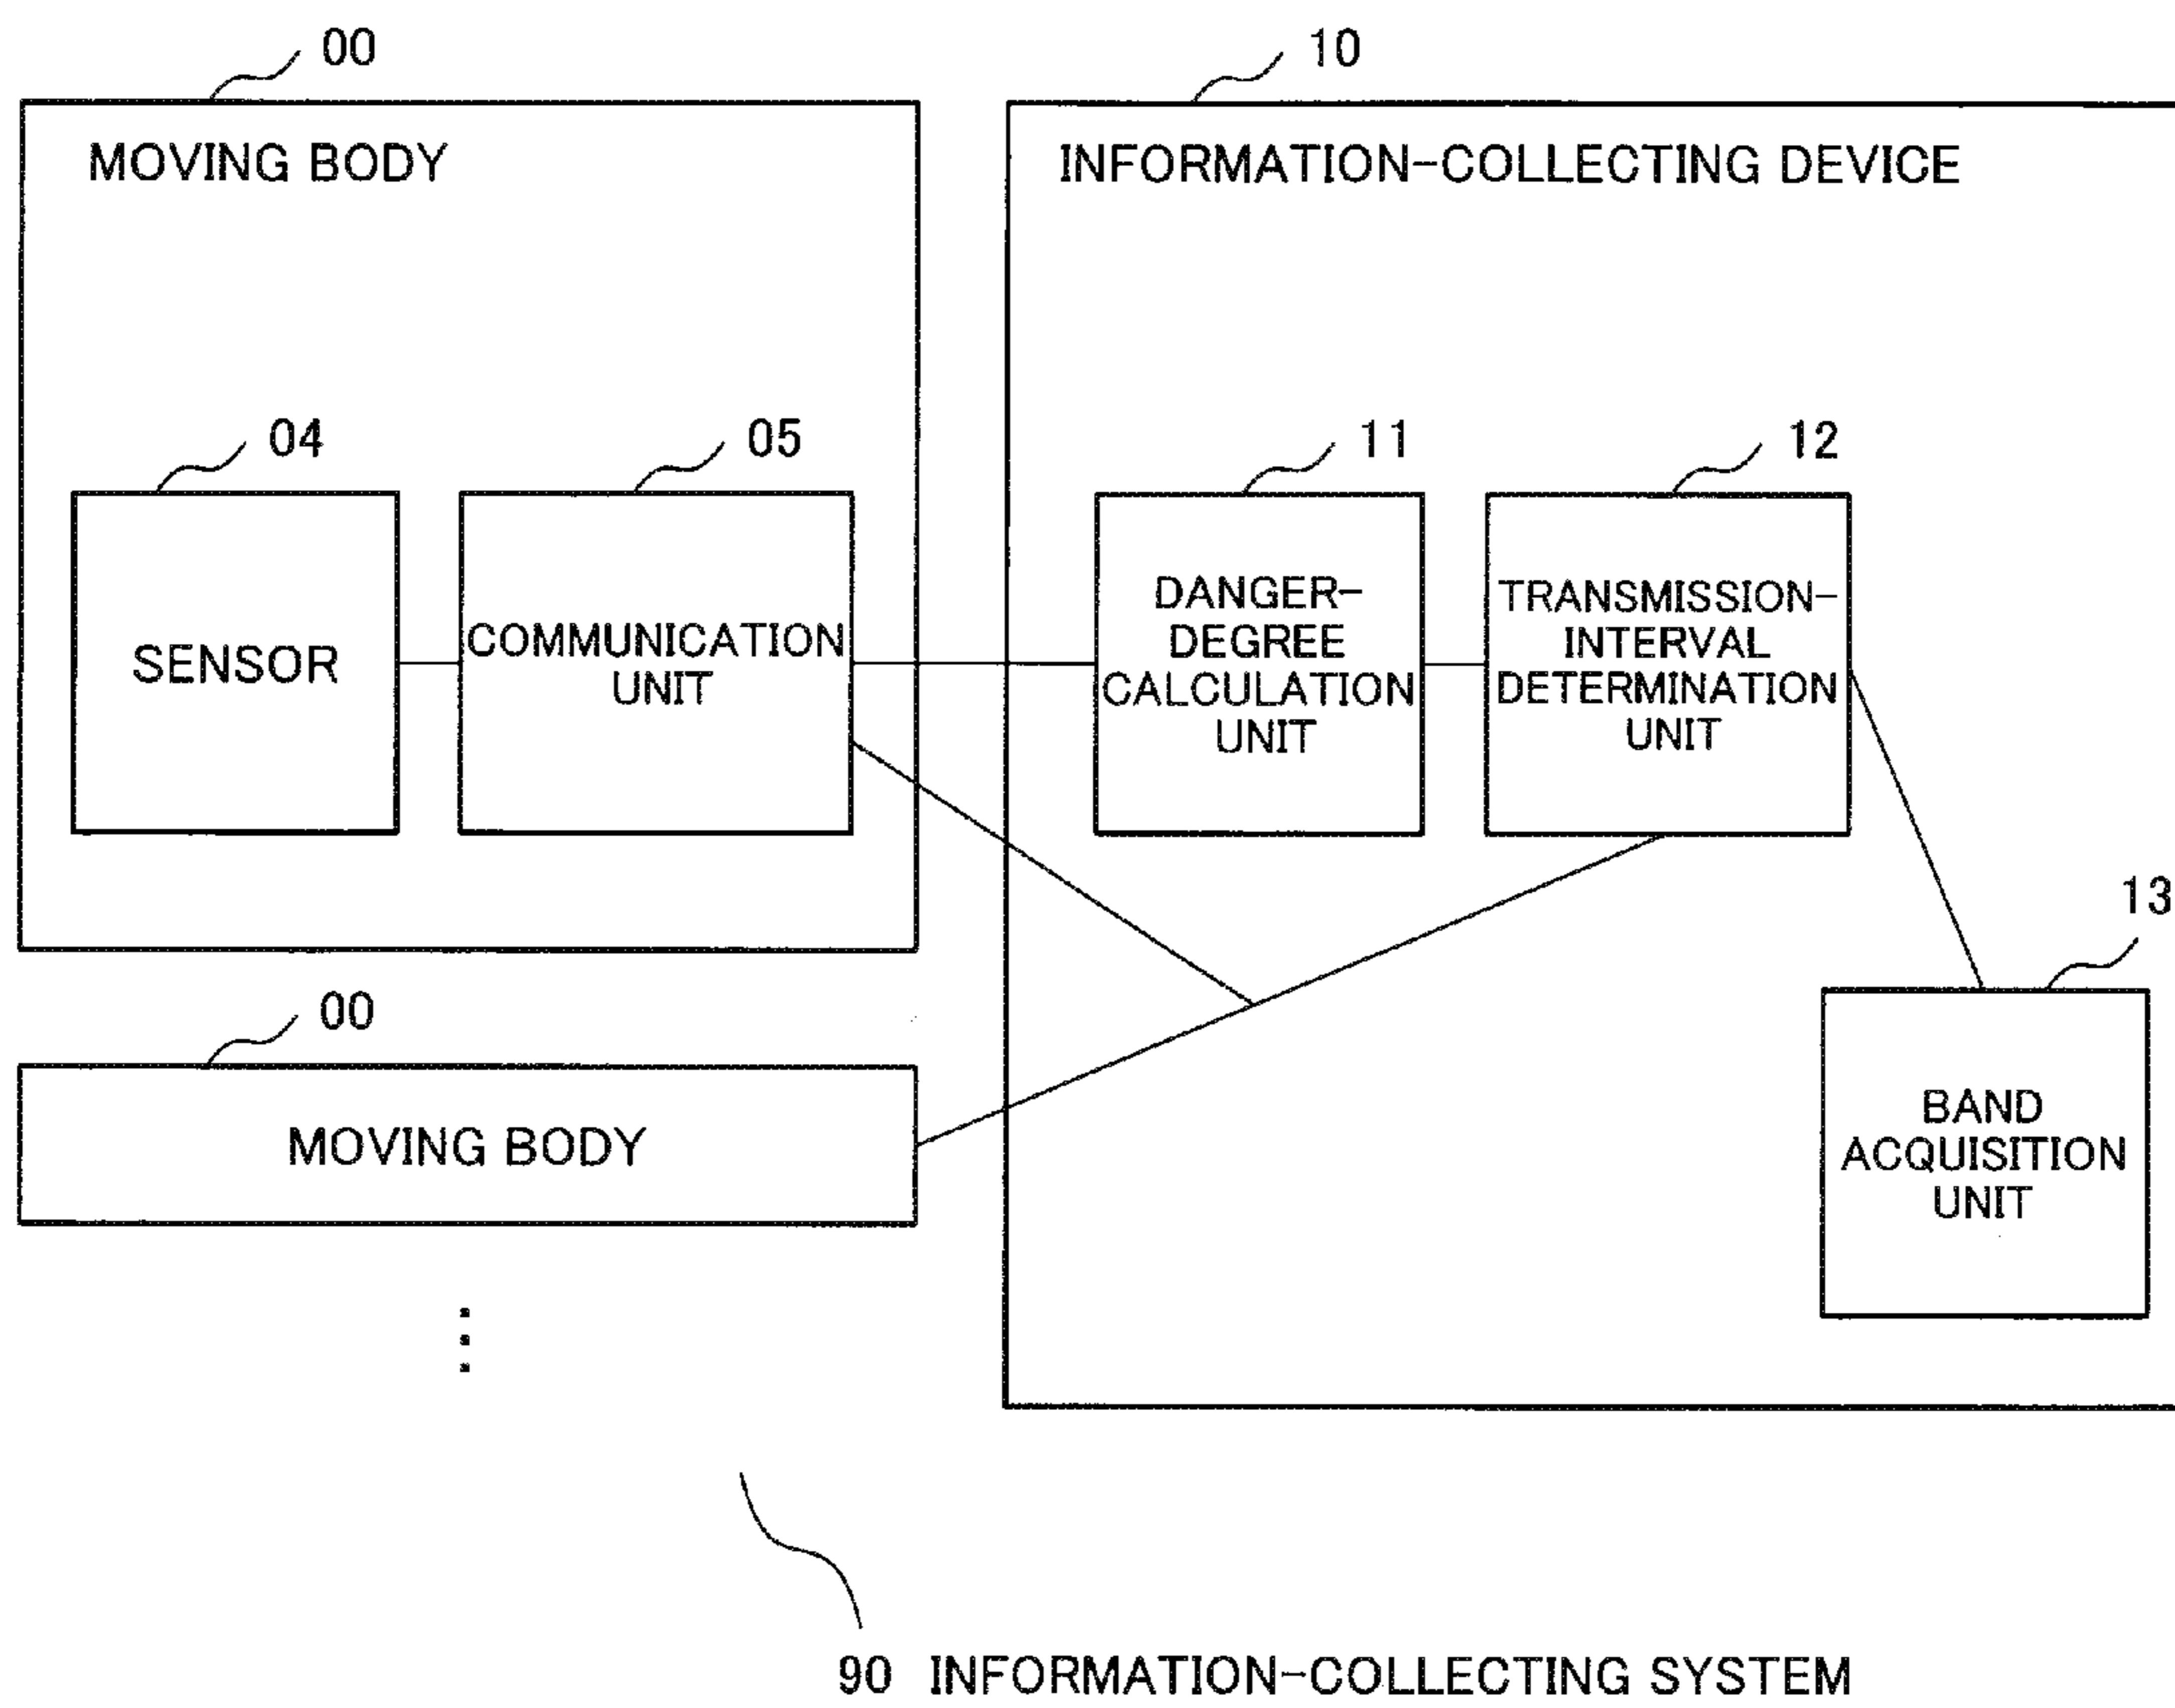 00
10
MOVING BODY
INFORMATION-COLLECTING DEVICE
04
05
11
12
SENSOR
COMMUNICATION
UNIT
DANGER-
DEGREE
CALCULATION
UNIT
TRANSMISSION-
INTERVAL
DETERMINATION
UNIT
13
00
MOVING BODY
BAND
ACQUISITION
UNIT
90 INFORMATION-COLLECTING SYSTEM